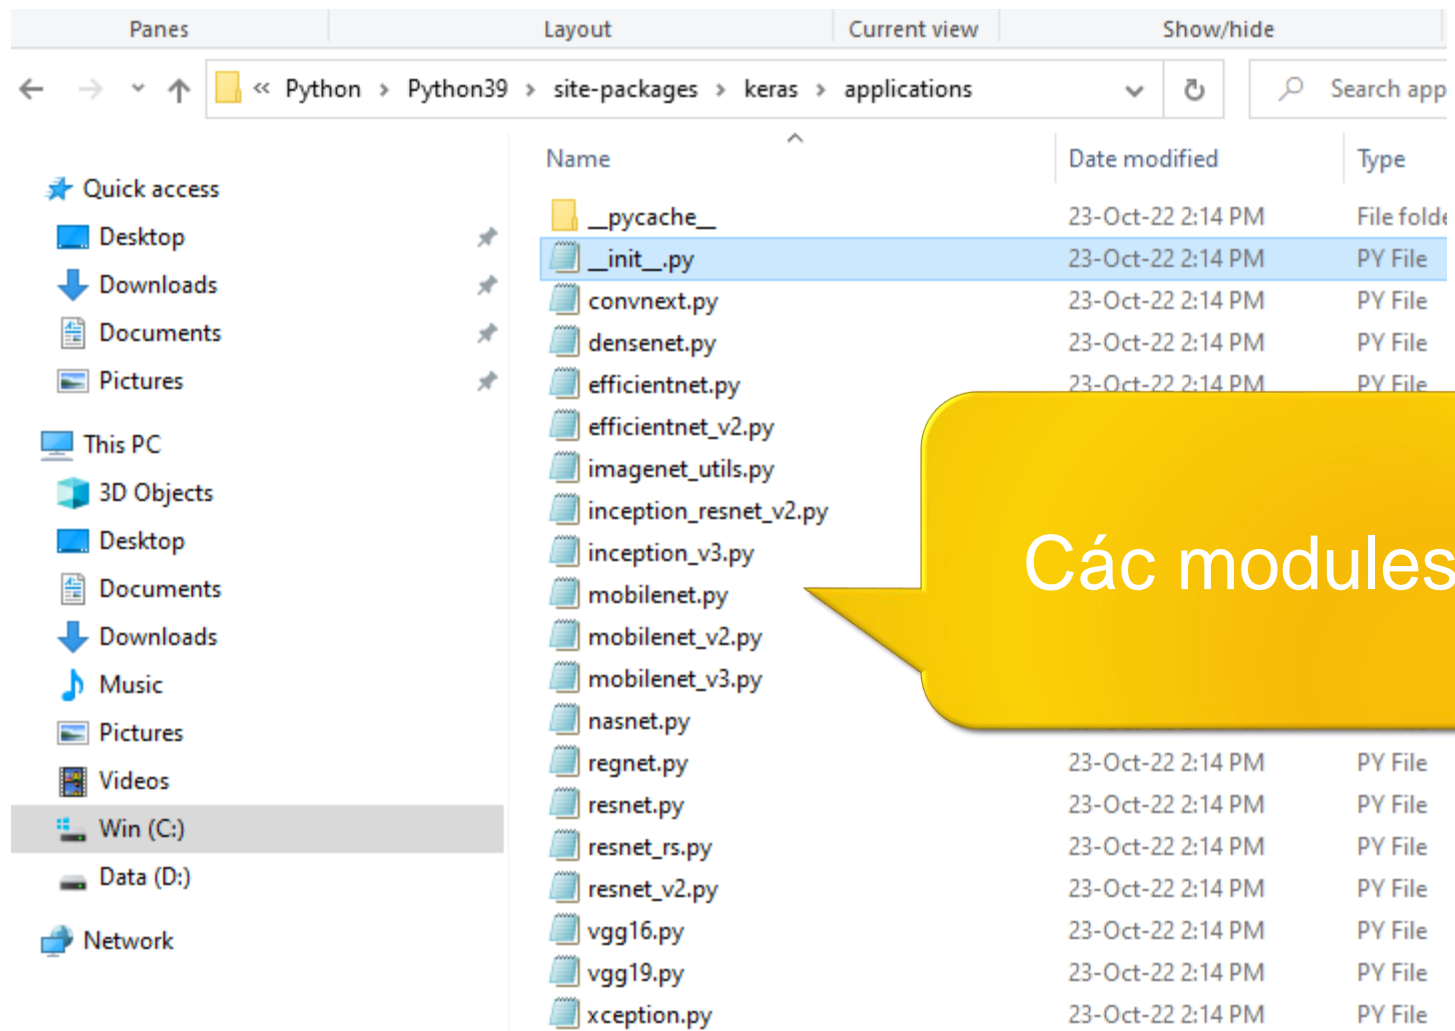 Panes Layout Current view Show/hide
« Python › Python39 › site-packages › keras › applications Search app
Name Date modified Type
Quick access
Desktop
Downloads
Documents
Pictures
This PC
3D Objects
Desktop
Documents
Downloads
Music
Pictures
Videos
Win (C:)
Data (D:)
Network
__pycache__ 23-Oct-22 2:14 PM File folde
__init__.py 23-Oct-22 2:14 PM PY File
convnext.py 23-Oct-22 2:14 PM PY File
densenet.py 23-Oct-22 2:14 PM PY File
efficientnet.py 23-Oct-22 2:14 PM PY File
efficientnet_v2.py
imagenet_utils.py
inception_resnet_v2.py
inception_v3.py
mobilenet.py
mobilenet_v2.py
mobilenet_v3.py
nasnet.py
regnet.py 23-Oct-22 2:14 PM PY File
resnet.py 23-Oct-22 2:14 PM PY File
resnet_rs.py 23-Oct-22 2:14 PM PY File
resnet_v2.py 23-Oct-22 2:14 PM PY File
vgg16.py 23-Oct-22 2:14 PM PY File
vgg19.py 23-Oct-22 2:14 PM PY File
xception.py 23-Oct-22 2:14 PM PY File
Các modules